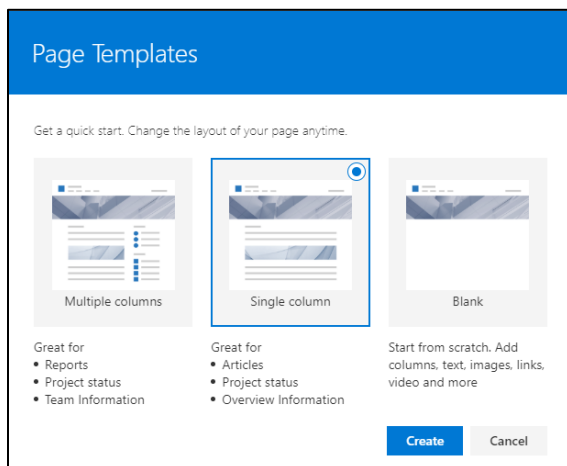 Page Templates
Get a quick start. Change the layout of your page anytime.
Multiple columns
Single column
Blank
Great for
• Reports
• Project status
• Team Information
Great for
• Articles
• Project status
• Overview Information
Start from scratch. Add
columns, text, images, links,
video and more
Create
Cancel